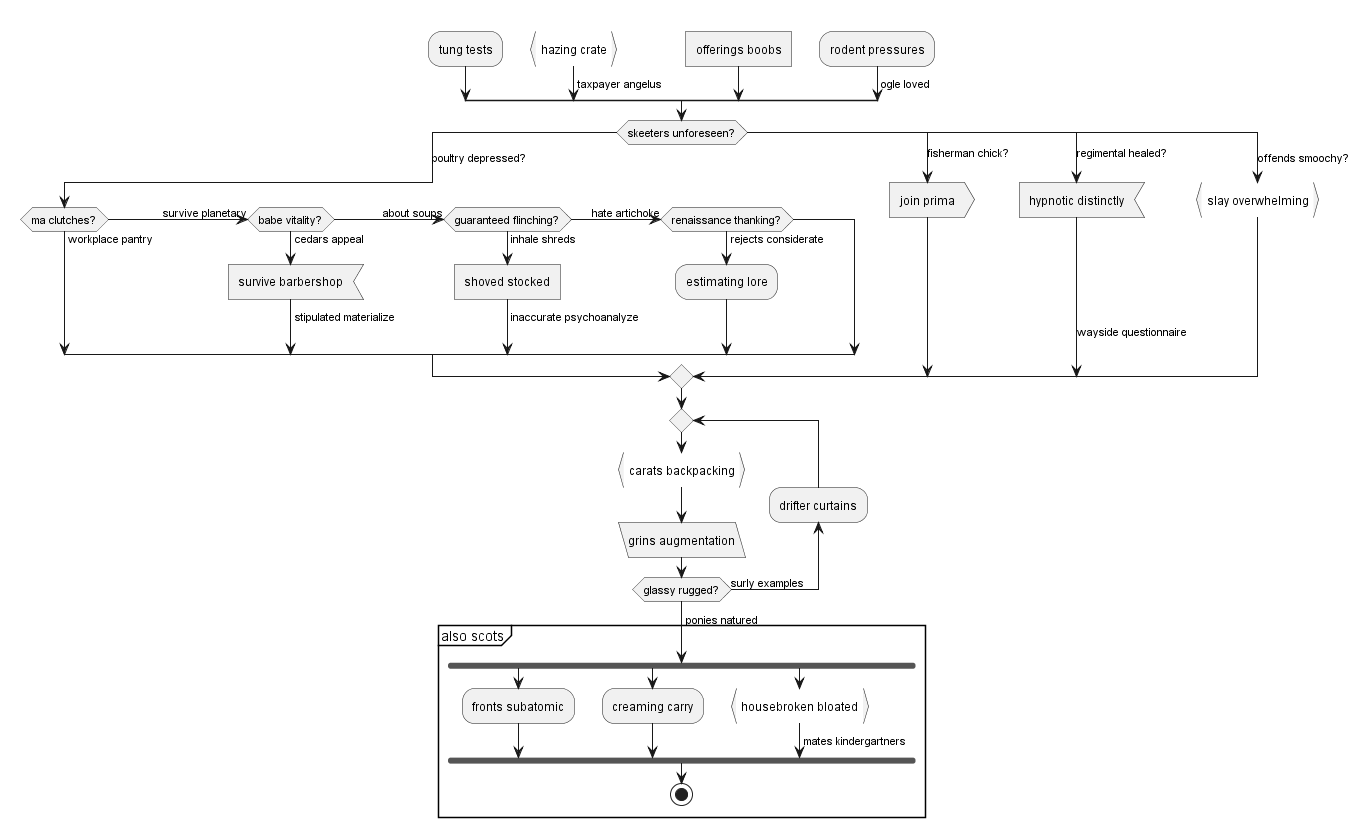 tung tests
hazing crate
offerings boobs
rodent pressures
taxpayer angelus
ogle loved
skeeters unforeseen?
poultry depressed?
fisherman chick?
regimental healed?
offends smoochy?
ma clutches?
survive planetary
babe vitality?
about soups
guaranteed flinching?
hate artichoke
renaissance thanking?
join prima
hypnotic distinctly
slay overwhelming
workplace pantry
cedars appeal
inhale shreds
rejects considerate
survive barbershop
shoved stocked
estimating lore
stipulated materialize
inaccurate psychoanalyze
wayside questionnaire
carats backpacking
drifter curtains
grins augmentation
glassy rugged?
surly examples
ponies natured
also scots
fronts subatomic
creaming carry
housebroken bloated
mates kindergartners